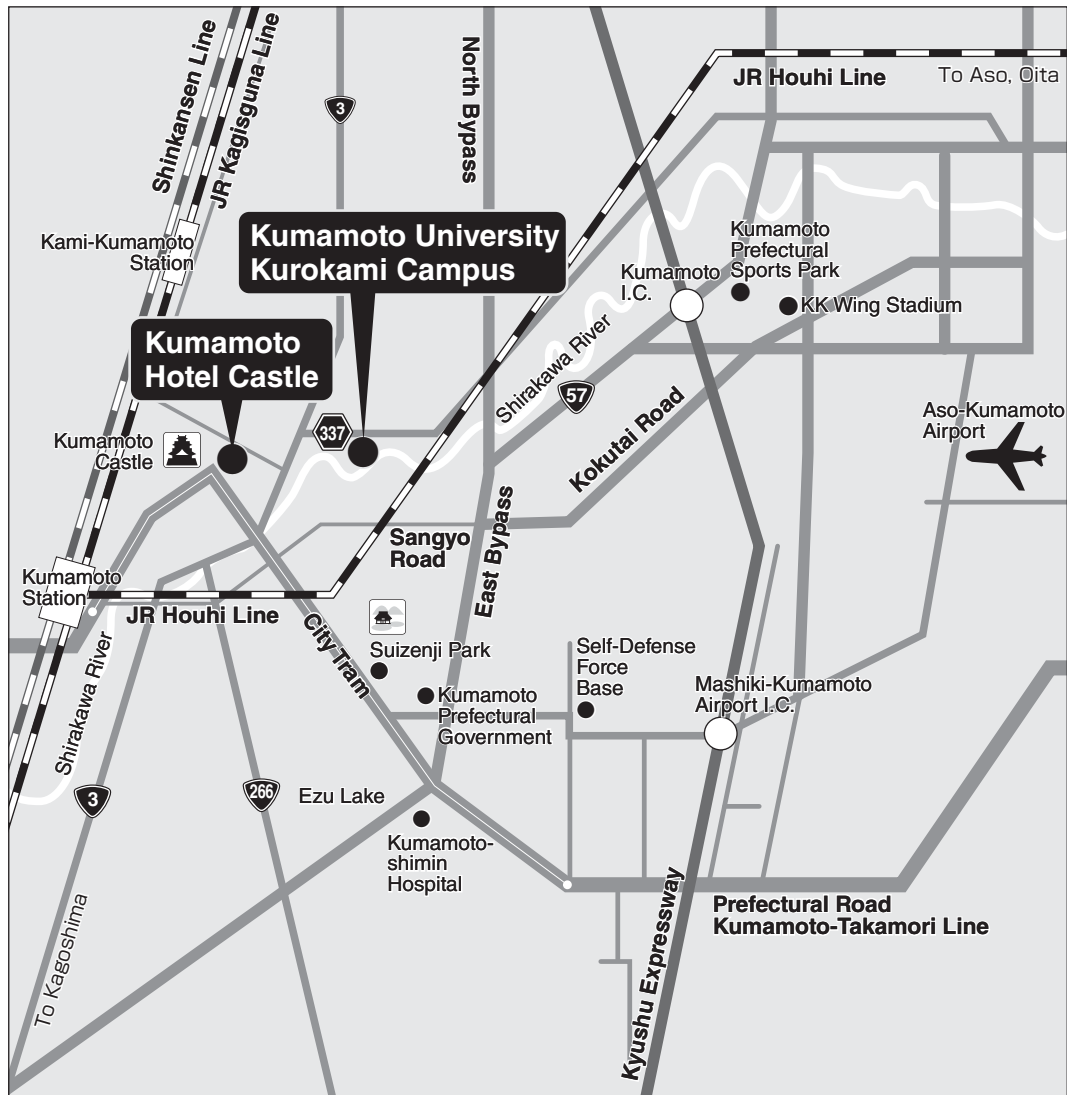 Shinkansen Line
JR Kagisguna Line
3
North Bypass
JR Houhi Line
To Aso, Oita
Kami-Kumamoto
Station
Kumamoto University
Kurokami Campus
Kumamoto
I.C.
Kumamoto
Prefectural
Sports Park
KK Wing Stadium
Kumamoto
Hotel Castle
Shirakawa River
57
Kokutai Road
Aso-Kumamoto
Airport
Kumamoto
Castle
337
Sangyo
Road
East Bypass
Kumamoto
Station
JR Houhi Line
City Tram
Suizenji Park
Kumamoto
Prefectural
Government
Self-Defense
Force
Base
Mashiki-Kumamoto
Airport I.C.
Shirakawa River
3
266
Ezu Lake
Kumamoto-
shimin
Hospital
To Kagoshima
Kyushu Expressway
Prefectural Road
Kumamoto-Takamori Line